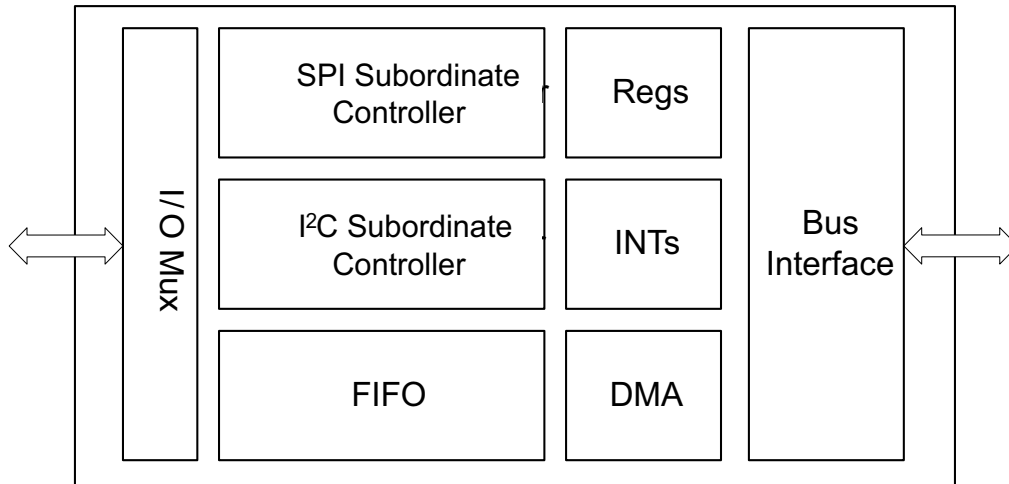 SPI Subordinate
Controller
Regs
I/O Mux
I²C Subordinate
Controller
INTs
Bus
Interface
FIFO
DMA